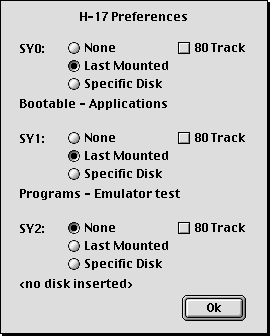 H-17 Preferences
SY0: None 80 Track
Last Mounted
Specific Disk
Bootable - Applications
SY1: None 80 Track
Last Mounted
Specific Disk
Programs - Emulator test
SY2: None 80 Track
Last Mounted
Specific Disk
<no disk inserted>
Ok